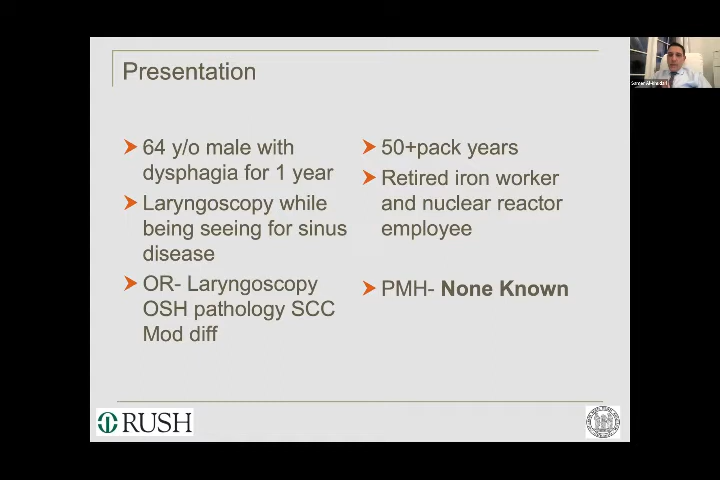 Presentation
64 y/o male with
dysphagia for 1 year
Laryngoscopy while
being seeing for sinus
disease
OR- Laryngoscopy
OSH pathology SCC
Mod diff
50+pack years
Retired iron worker
and nuclear reactor
employee
PMH- None Known
RUSH